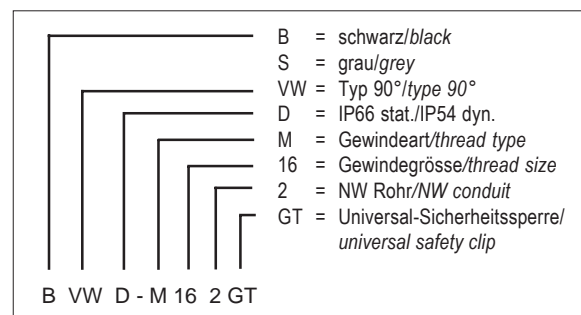 B = schwarz/black
S = grau/grey
VW = Typ 90°/type 90°
D = IP66 stat./IP54 dyn.
M = Gewindeart/thread type
16 = Gewindegrösse/thread size
2 = NW Rohr/NW conduit
GT = Universal-Sicherheitssperre/
universal safety clip
B VW D - M 16 2 GT